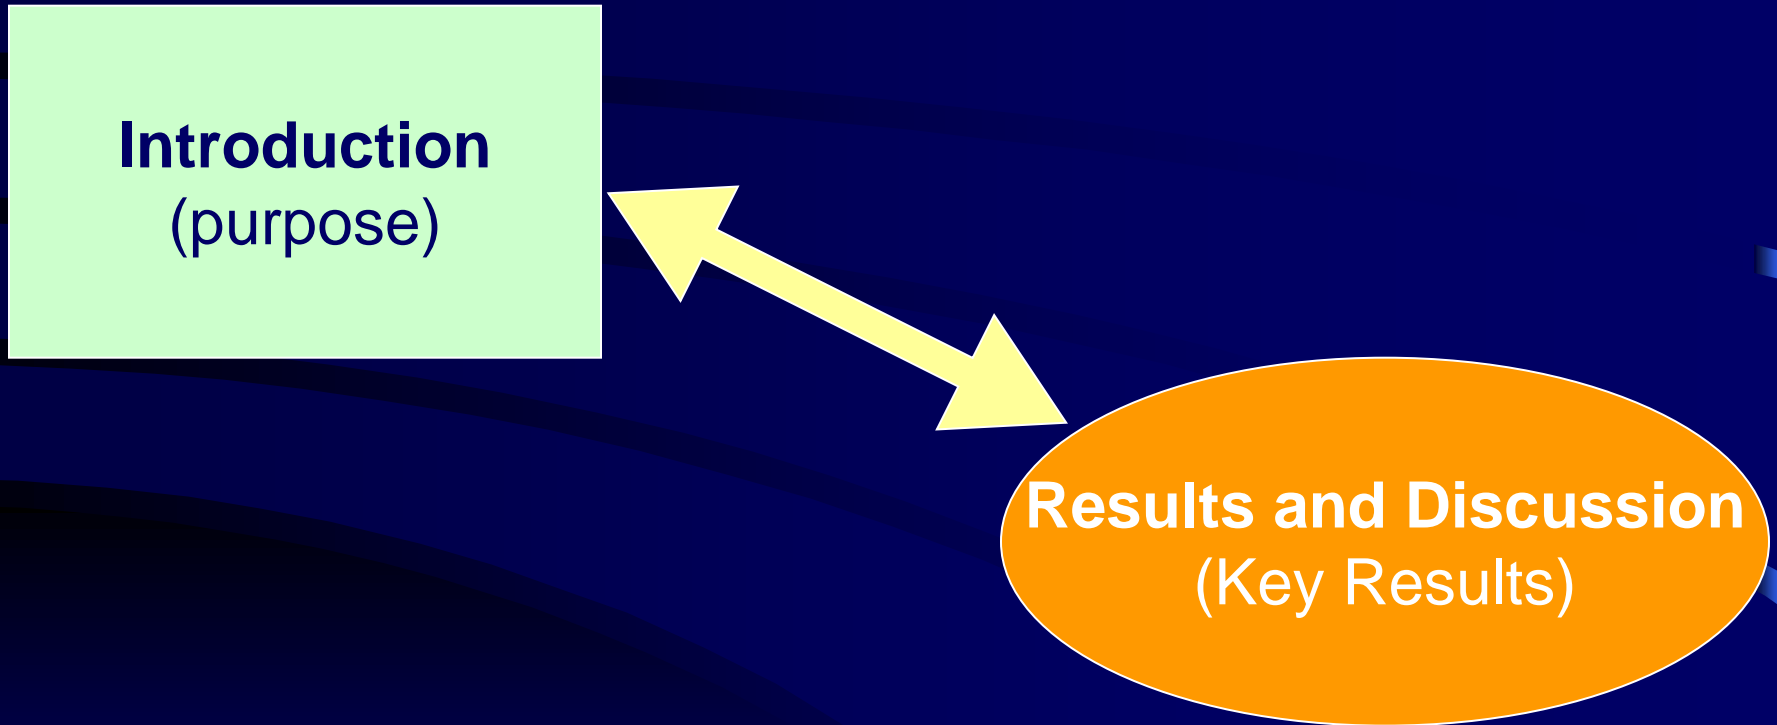 Introduction
(purpose)
Results and Discussion
(Key Results)